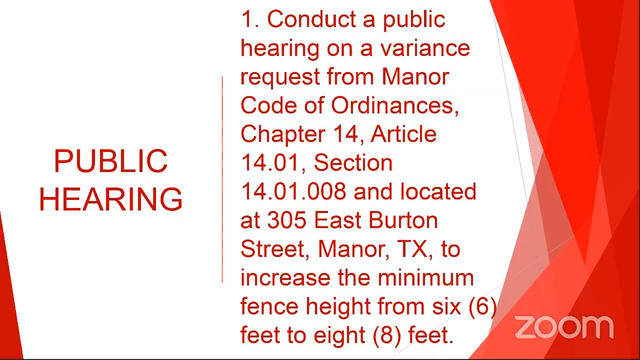 PUBLIC
HEARING
1. Conduct a public
hearing on a variance
request from Manor
Code of Ordinances,
Chapter 14, Article
14.01, Section
14.01.008 and located
at 305 East Burton
Street, Manor, TX, to
increase the minimum
fence height from six (6)
feet to eight (8) feet.
zoom